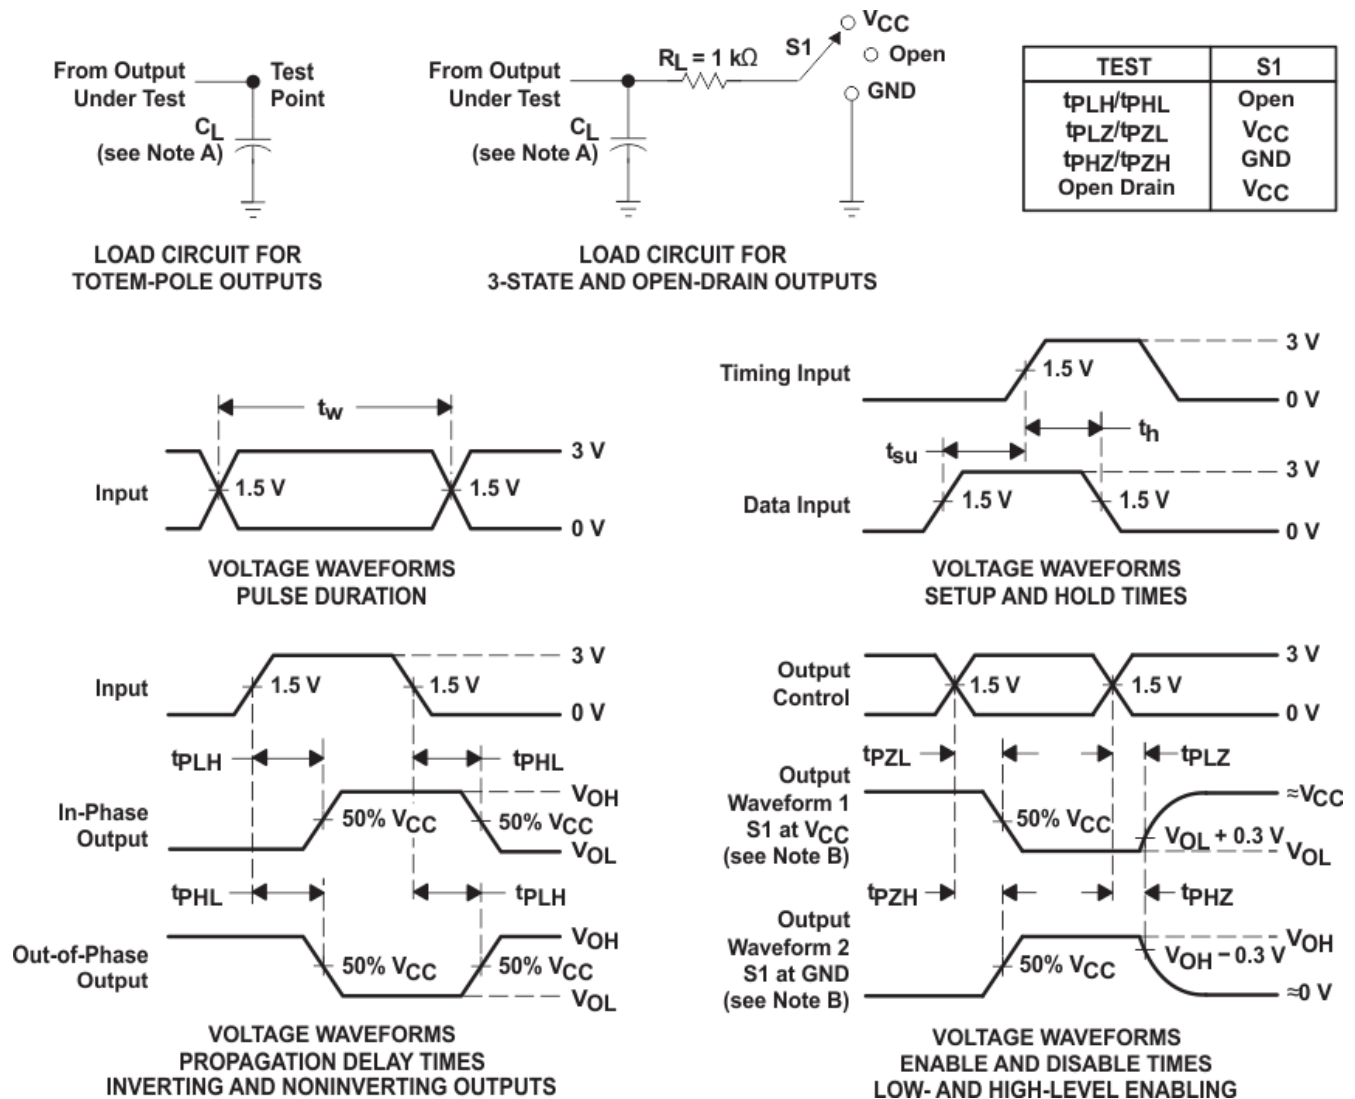 From Output
Under Test
Test
Point
CL
(see Note A)
LOAD CIRCUIT FOR
TOTEM-POLE OUTPUTS
From Output
Under Test
CL
(see Note A)
RL = 1 kΩ
S1
VCC
Open
GND
LOAD CIRCUIT FOR
3-STATE AND OPEN-DRAIN OUTPUTS
TEST S1
tPLH/tPHL Open
tPLZ/tPZL VCC
tPHZ/tPZH GND
Open Drain VCC
tw
Input
1.5 V
1.5 V
3 V
0 V
VOLTAGE WAVEFORMS
PULSE DURATION
Timing Input
1.5 V
3 V
0 V
th
tsu
Data Input
1.5 V
1.5 V
3 V
0 V
VOLTAGE WAVEFORMS
SETUP AND HOLD TIMES
Input
1.5 V
1.5 V
3 V
0 V
tPLH
tPHL
In-Phase
Output
50% VCC
50% VCC
VOH
VOL
tPHL
tPLH
Out-of-Phase
Output
50% VCC
50% VCC
VOH
VOL
VOLTAGE WAVEFORMS
PROPAGATION DELAY TIMES
INVERTING AND NONINVERTING OUTPUTS
Output
Control
1.5 V
1.5 V
3 V
0 V
tPZL
tPLZ
Output
Waveform 1
S1 at VCC
(see Note B)
50% VCC
VOL + 0.3 V
≈VCC
VOL
tPZH
tPHZ
Output
Waveform 2
S1 at GND
(see Note B)
50% VCC
VOH − 0.3 V
VOH
≈0 V
VOLTAGE WAVEFORMS
ENABLE AND DISABLE TIMES
LOW- AND HIGH-LEVEL ENABLING